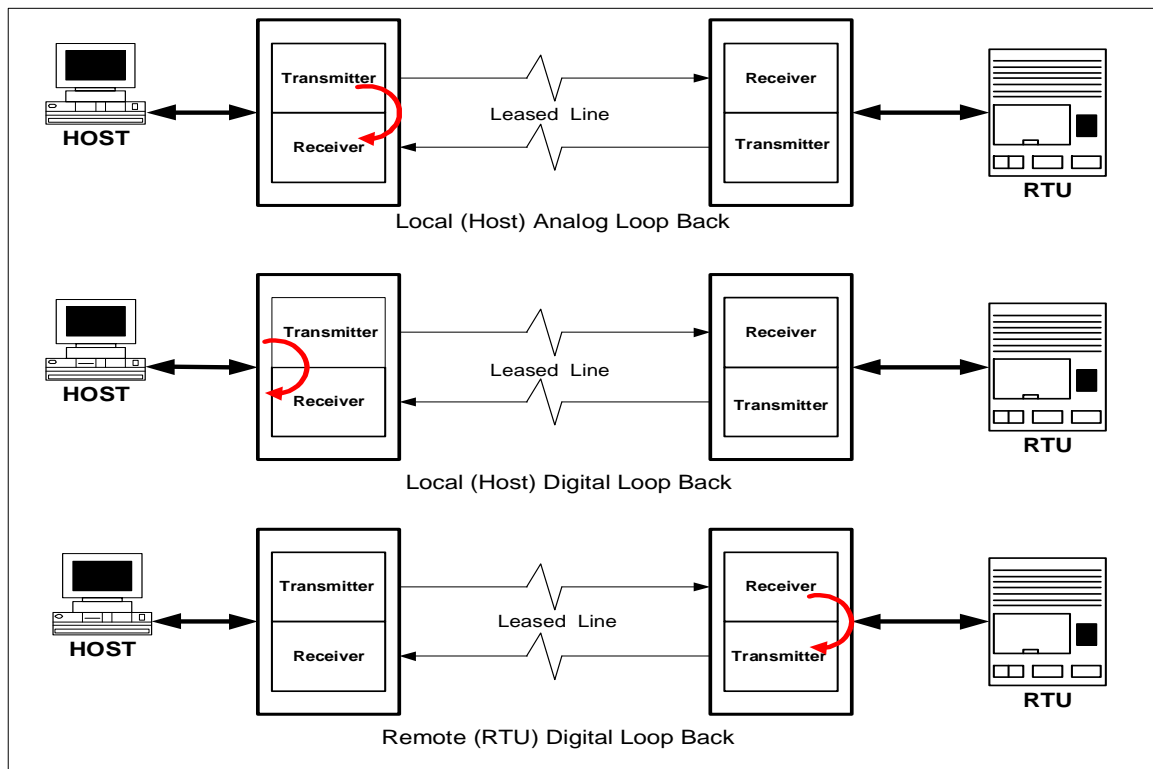 Transmitter
Receiver
Leased Line
Receiver
Transmitter
HOST
RTU
Local (Host) Analog Loop Back
Transmitter
Receiver
Leased Line
Receiver
Transmitter
HOST
RTU
Local (Host) Digital Loop Back
Transmitter
Receiver
Leased Line
Receiver
Transmitter
HOST
RTU
Remote (RTU) Digital Loop Back